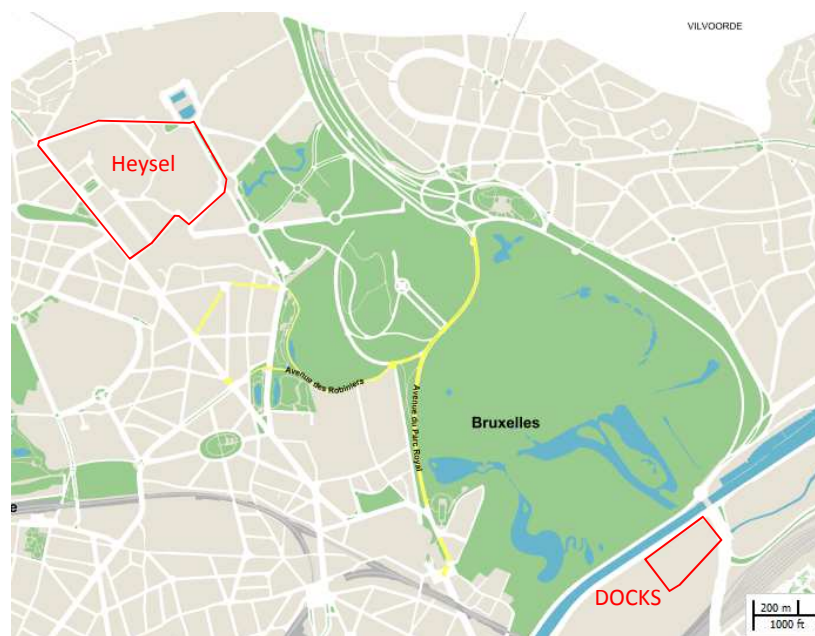 VILVOORDE
Heysel
Avenue des Robiniers
Avenue du Parc Royal
Bruxelles
e
DOCKS
200 m
1000 ft